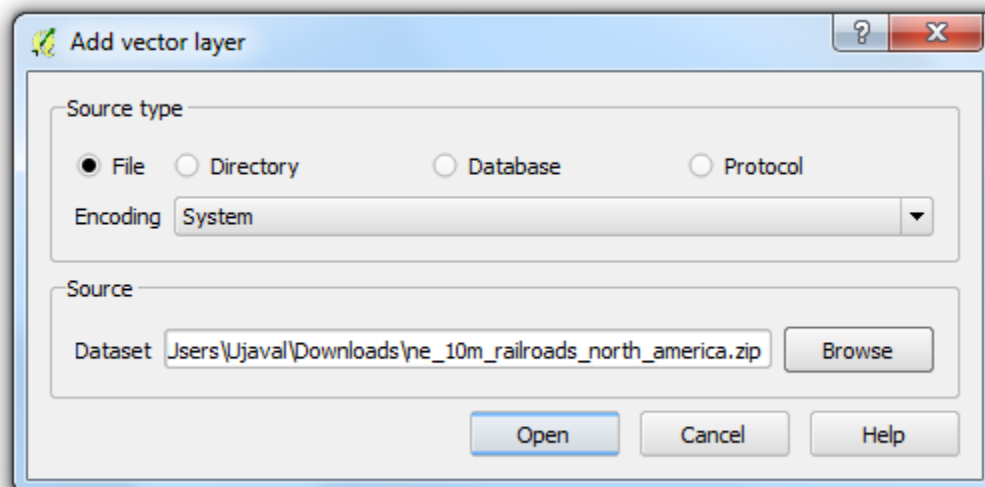 Add vector layer
Source type
File Directory Database Protocol
Encoding System
Source
Dataset Users\Ujaval\Downloads\ne_10m_railroads_north_america.zip Browse
Open Cancel Help